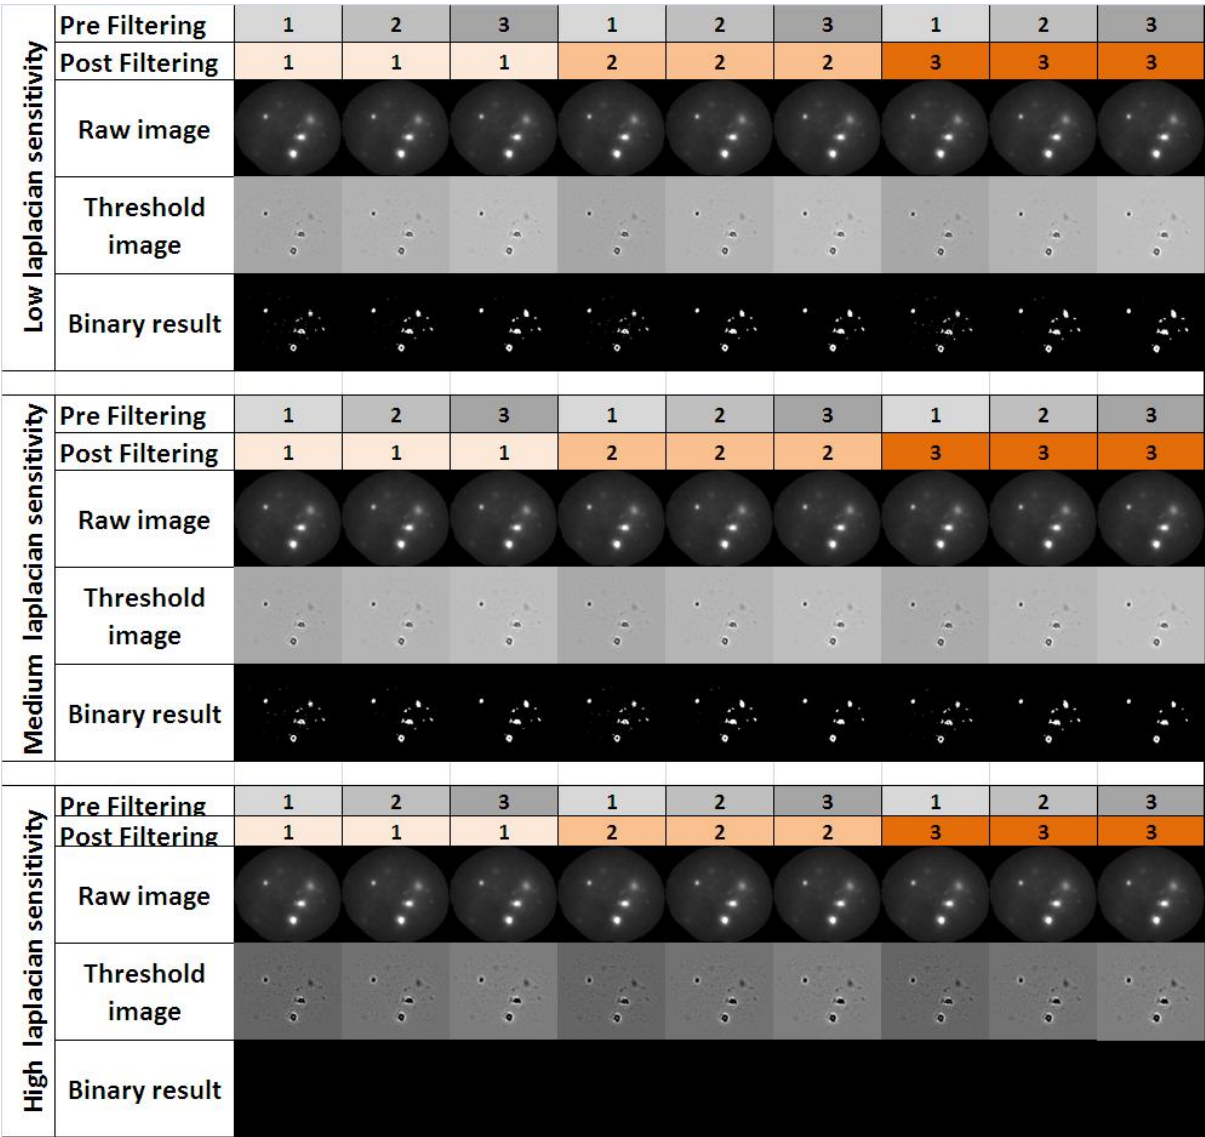 Low laplacian sensitivity
Pre Filtering 1 2 3 1 2 3 1 2 3
Post Filtering 1 1 1 2 2 2 3 3 3
Raw image
Threshold
image
Binary result
Medium laplacian sensitivity
Pre Filtering 1 2 3 1 2 3 1 2 3
Post Filtering 1 1 1 2 2 2 3 3 3
Raw image
Threshold
image
Binary result
High laplacian sensitivity
Pre Filtering 1 2 3 1 2 3 1 2 3
Post Filtering 1 1 1 2 2 2 3 3 3
Raw image
Threshold
image
Binary result